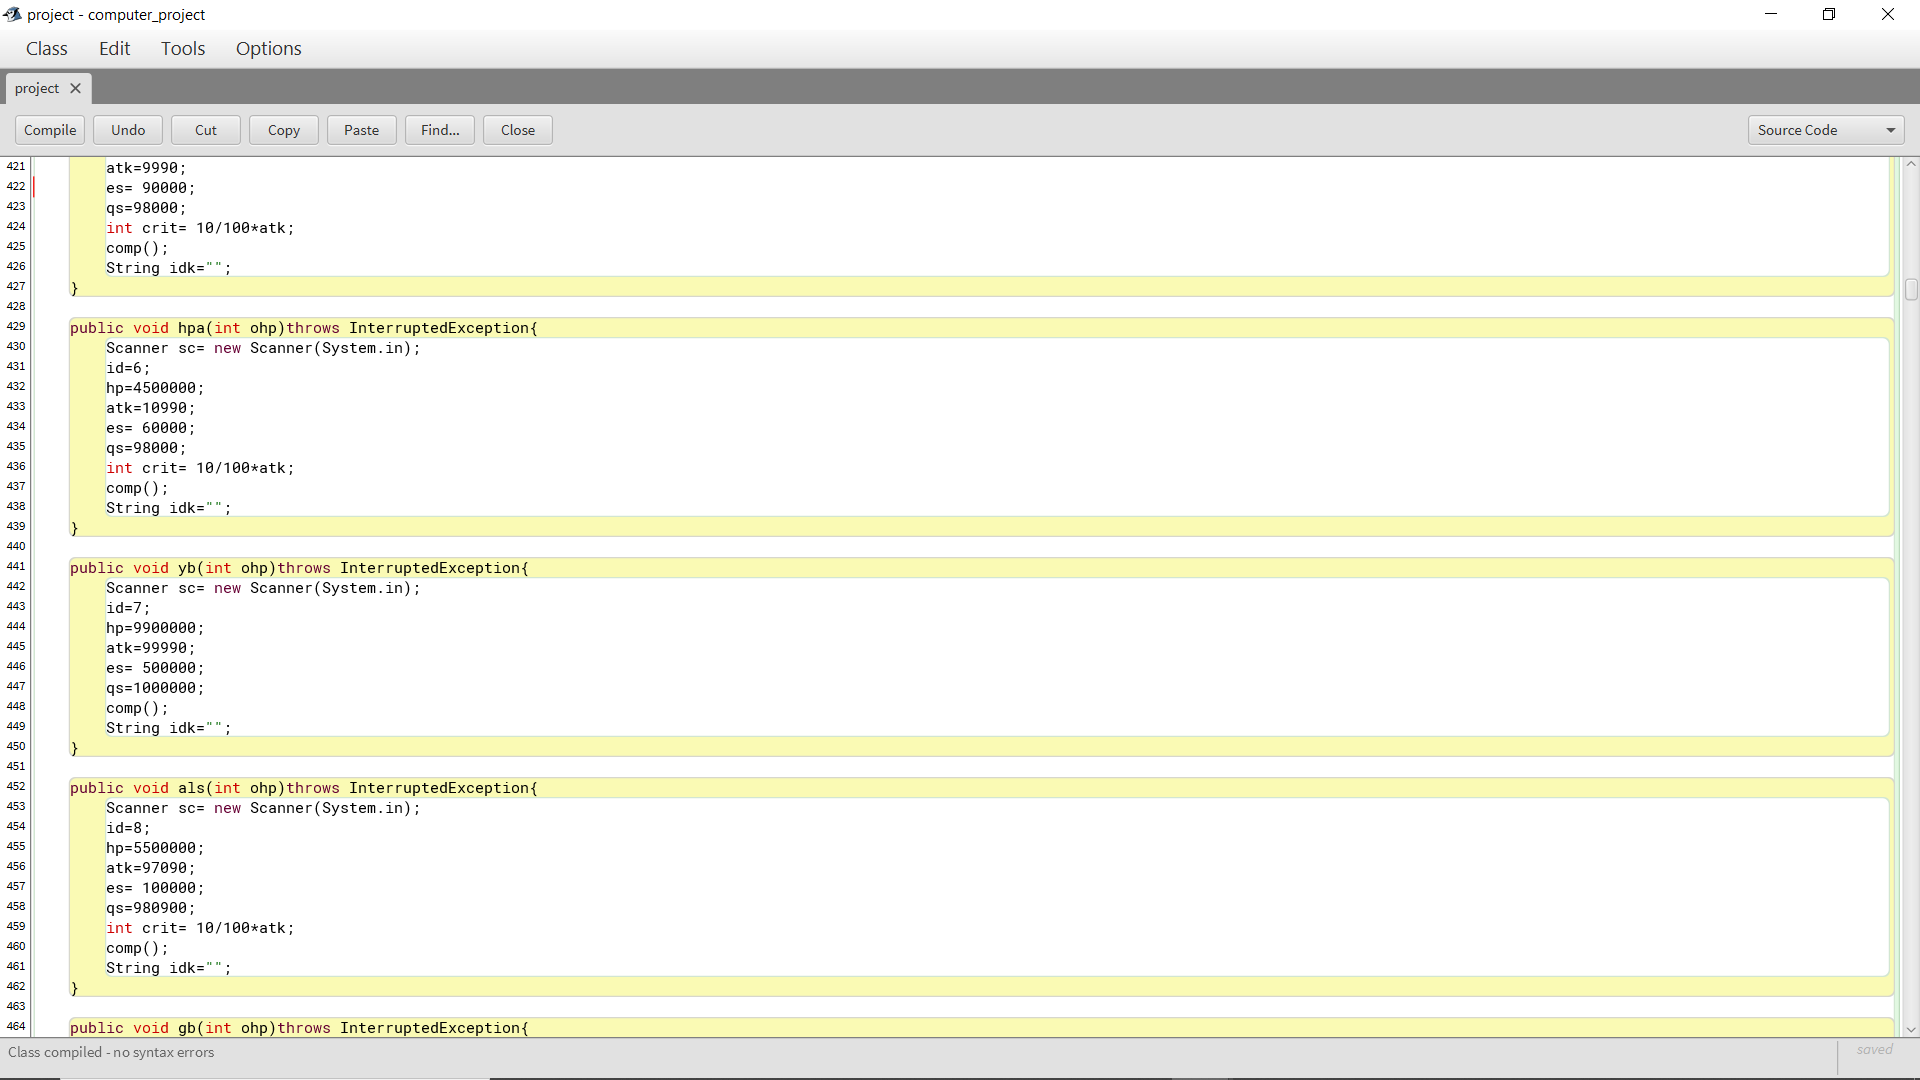 project - computer_project
Class Edit Tools Options
project
Compile Undo Cut Copy Paste Find... Close Source Code
421 atk=9990;
422 es= 90000;
423 qs=98000;
424 int crit= 10/100*atk;
425 comp();
426 String idk="";
427 }
428
429 public void hpa(int ohp)throws InterruptedException{
430 Scanner sc= new Scanner(System.in);
431 id=6;
432 hp=4500000;
433 atk=10990;
434 es= 60000;
435 qs=98000;
436 int crit= 10/100*atk;
437 comp();
438 String idk="";
439 }
440
441 public void yb(int ohp)throws InterruptedException{
442 Scanner sc= new Scanner(System.in);
443 id=7;
444 hp=9900000;
445 atk=99990;
446 es= 500000;
447 qs=1000000;
448 comp();
449 String idk="";
450 }
451
452 public void als(int ohp)throws InterruptedException{
453 Scanner sc= new Scanner(System.in);
454 id=8;
455 hp=5500000;
456 atk=97090;
457 es= 100000;
458 qs=980900;
459 int crit= 10/100*atk;
460 comp();
461 String idk="";
462 }
463
464 public void gb(int ohp)throws InterruptedException{
Class compiled - no syntax errors
saved